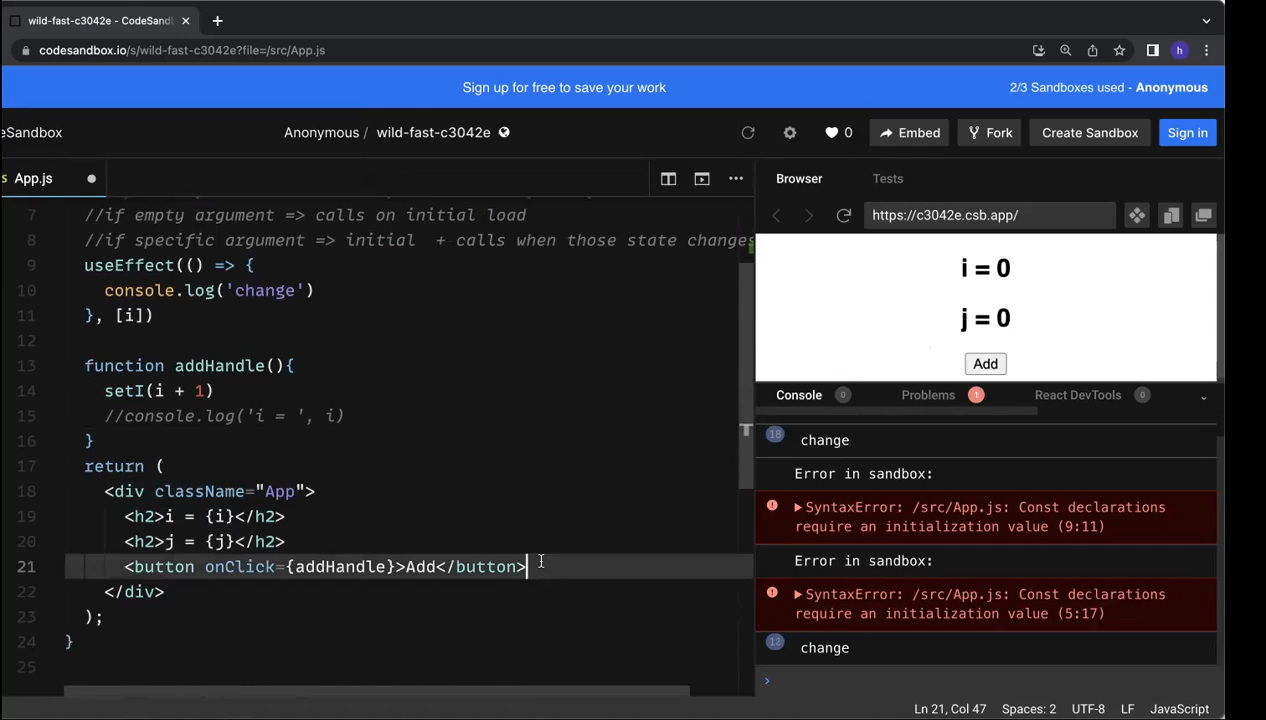 wild-fast-c3042e - CodeSandb
codesandbox.io/s/wild-fast-c3042e?file=/src/App.js
h
Sign up for free to save your work
2/3 Sandboxes used - Anonymous
eSandbox
Anonymous / wild-fast-c3042e
0
Embed
Fork
Create Sandbox
Sign in
App.js
Browser
Tests
https://c3042e.csb.app/
7 //if empty argument => calls on initial load
8 //if specific argument => initial  + calls when those state changes
9 useEffect(() => {
10 console.log('change')
11 }, [i])
12
13 function addHandle(){
14 setI(i + 1)
15 //console.log('i = ', i)
16 }
17 return (
18 <div className="App">
19 <h2>i = {i}</h2>
20 <h2>j = {j}</h2>
21 <button onClick={addHandle}>Add</button>
22 </div>
23 );
24 }
25
i = 0
j = 0
Add
Console 0
Problems 1
React DevTools 0
18 change
Error in sandbox:
SyntaxError: /src/App.js: Const declarations
require an initialization value (9:11)
Error in sandbox:
SyntaxError: /src/App.js: Const declarations
require an initialization value (5:17)
change
Ln 21, Col 47
Spaces: 2
UTF-8
LF
JavaScript